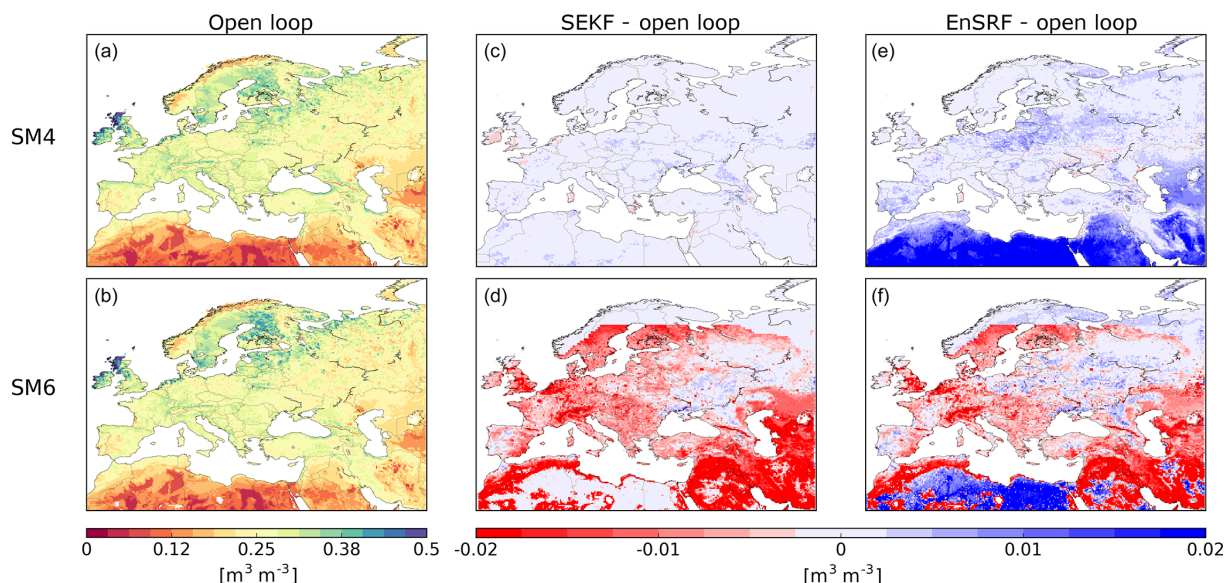 Open loop
SEKF - open loop
EnSRF - open loop
SM4
(a)
(c)
(e)
SM6
(b)
(d)
(f)
0 0.12 0.25 0.38 0.5
[m³ m⁻³]
-0.02 -0.01 0 0.01 0.02
[m³ m⁻³]